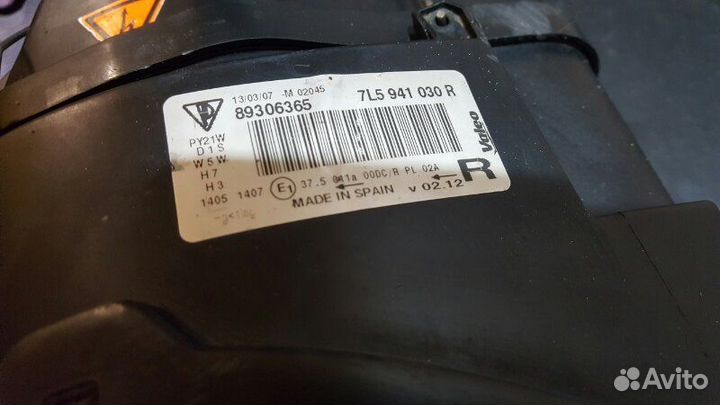 13/03/07 -M 02045
89306365
7L5 941 030 R
PY21W
D1S
W5W
H7
H3
1405 1407
E1 37.5 041a 00DC/R PL 02A
MADE IN SPAIN v 02.12
R
Valeo
Avito